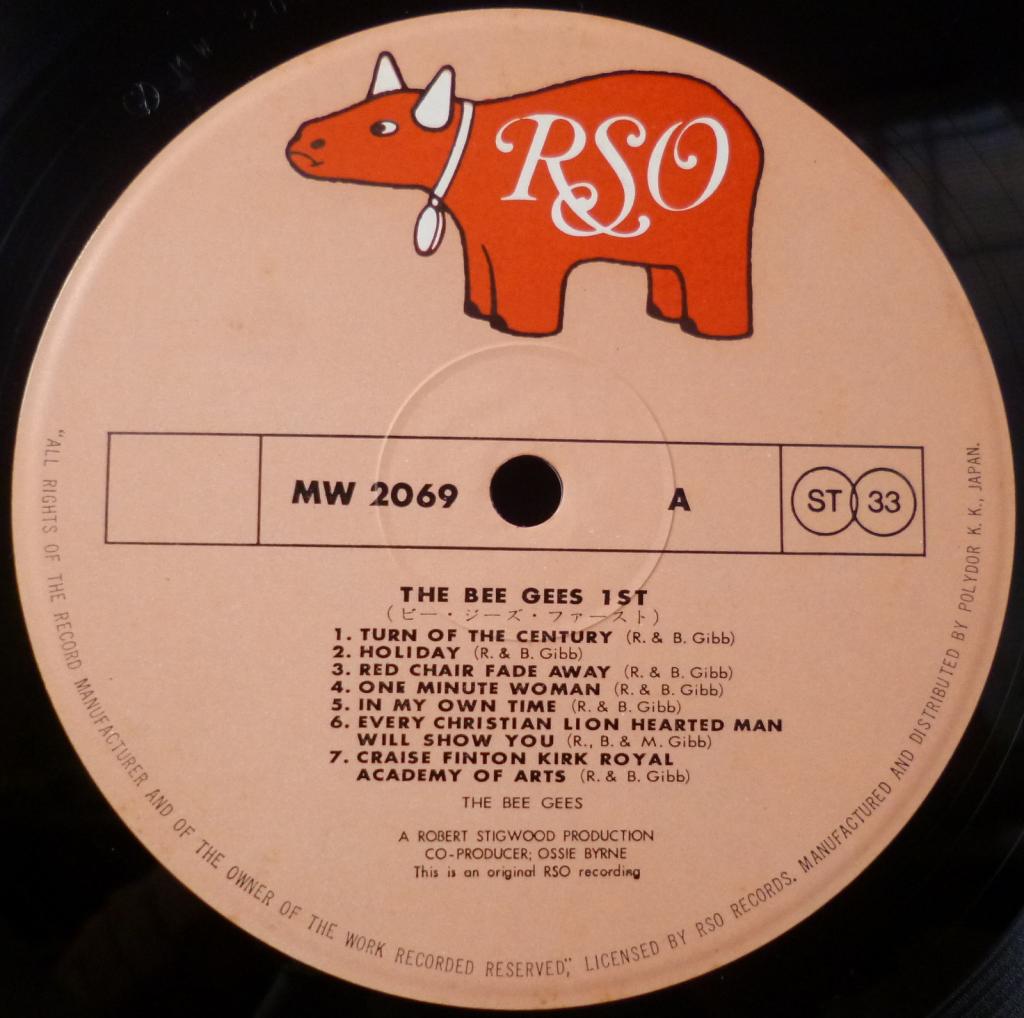 RSO
MW 2069
A
ST 33
THE BEE GEES 1ST
(ビー・ジーズ・ファースト)
1. TURN OF THE CENTURY (R. & B. Gibb)
2. HOLIDAY (R. & B. Gibb)
3. RED CHAIR FADE AWAY (R. & B. Gibb)
4. ONE MINUTE WOMAN (R. & B. Gibb)
5. IN MY OWN TIME (R. & B. Gibb)
6. EVERY CHRISTIAN LION HEARTED MAN
WILL SHOW YOU (R., B. & M. Gibb)
7. CRAISE FINTON KIRK ROYAL
ACADEMY OF ARTS (R. & B. Gibb)
THE BEE GEES
A ROBERT STIGWOOD PRODUCTION
CO-PRODUCER; OSSIE BYRNE
This is an original RSO recording
"ALL RIGHTS OF THE RECORD MANUFACTURER AND OF THE OWNER OF THE WORK RECORDED RESERVED", LICENSED BY RSO RECORDS. MANUFACTURED AND DISTRIBUTED BY POLYDOR K. K., JAPAN.